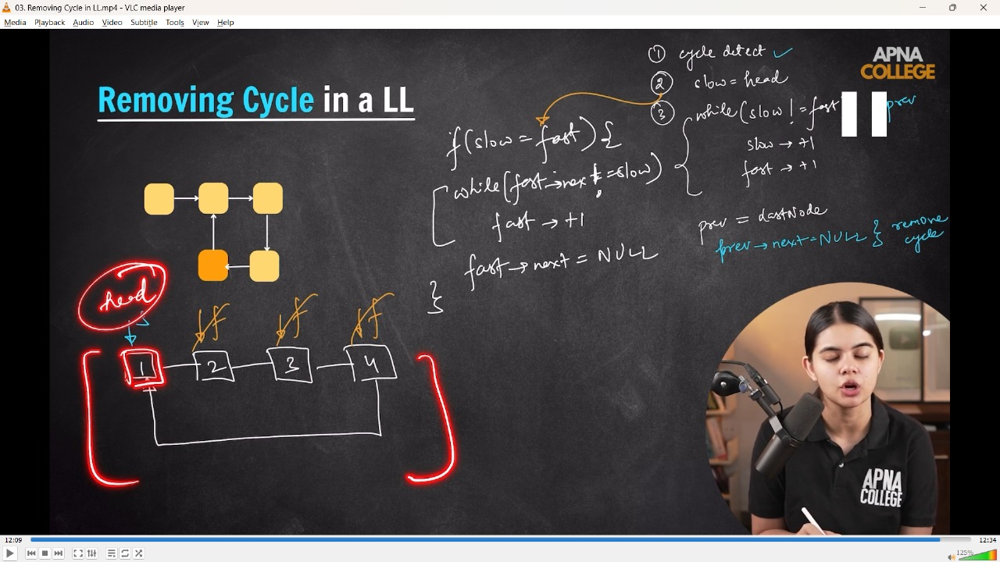 03. Removing Cycle in LL.mp4 - VLC media player
Media Playback Audio Video Subtitle Tools View Help
① cycle detect ✓
APNA
COLLEGE
② slow = head
Removing Cycle in a LL
③ while (slow != fast
prev
slow → +1
fast → +1
if (slow = fast) {
while (fast → next != slow)
fast → +1
fast → next = NULL
}
prev = lastNode
prev → next = NULL } remove
cycle
head
s
f f f
1 2 3 4
APNA
COLLEGE
12:09
12:34
125%